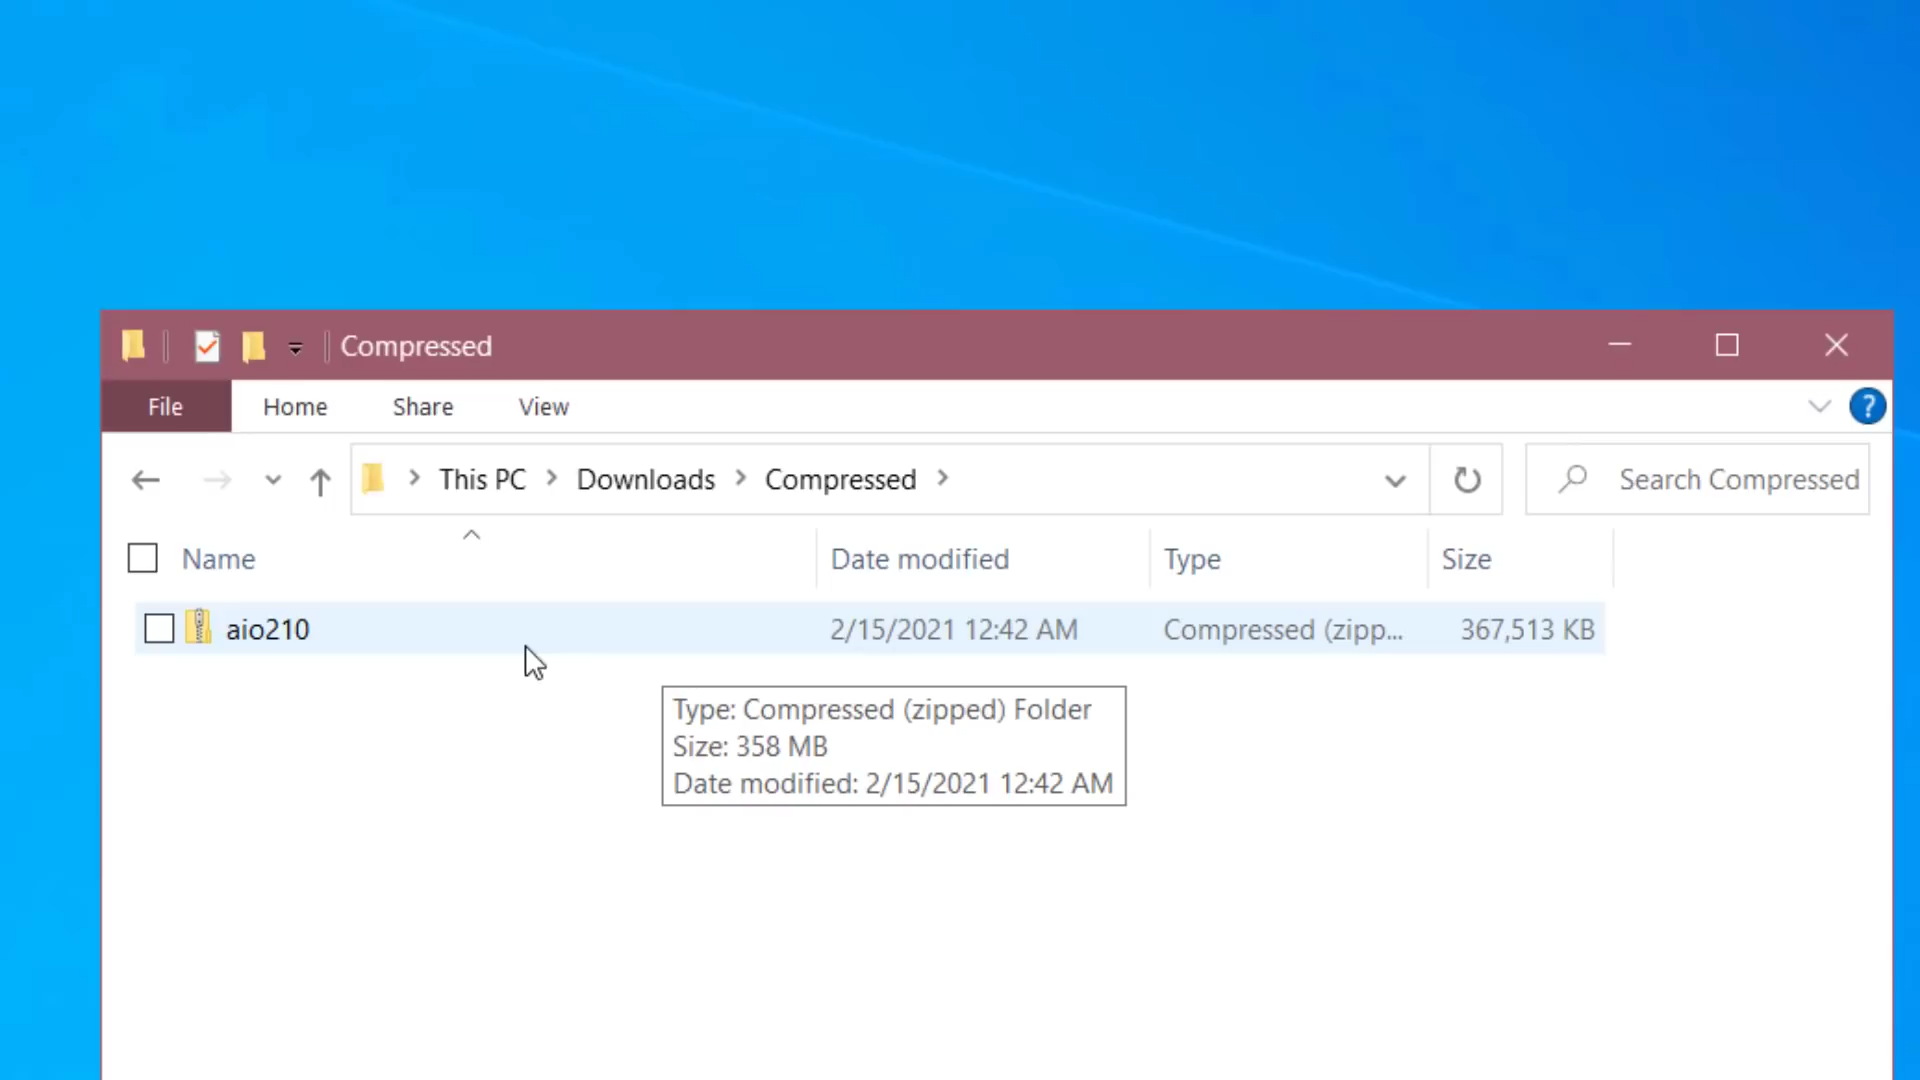 Compressed
File Home Share View ?
This PC Downloads Compressed Search Compressed
Name Date modified Type Size
aio210 2/15/2021 12:42 AM Compressed (zipp... 367,513 KB
Type: Compressed (zipped) Folder
Size: 358 MB
Date modified: 2/15/2021 12:42 AM